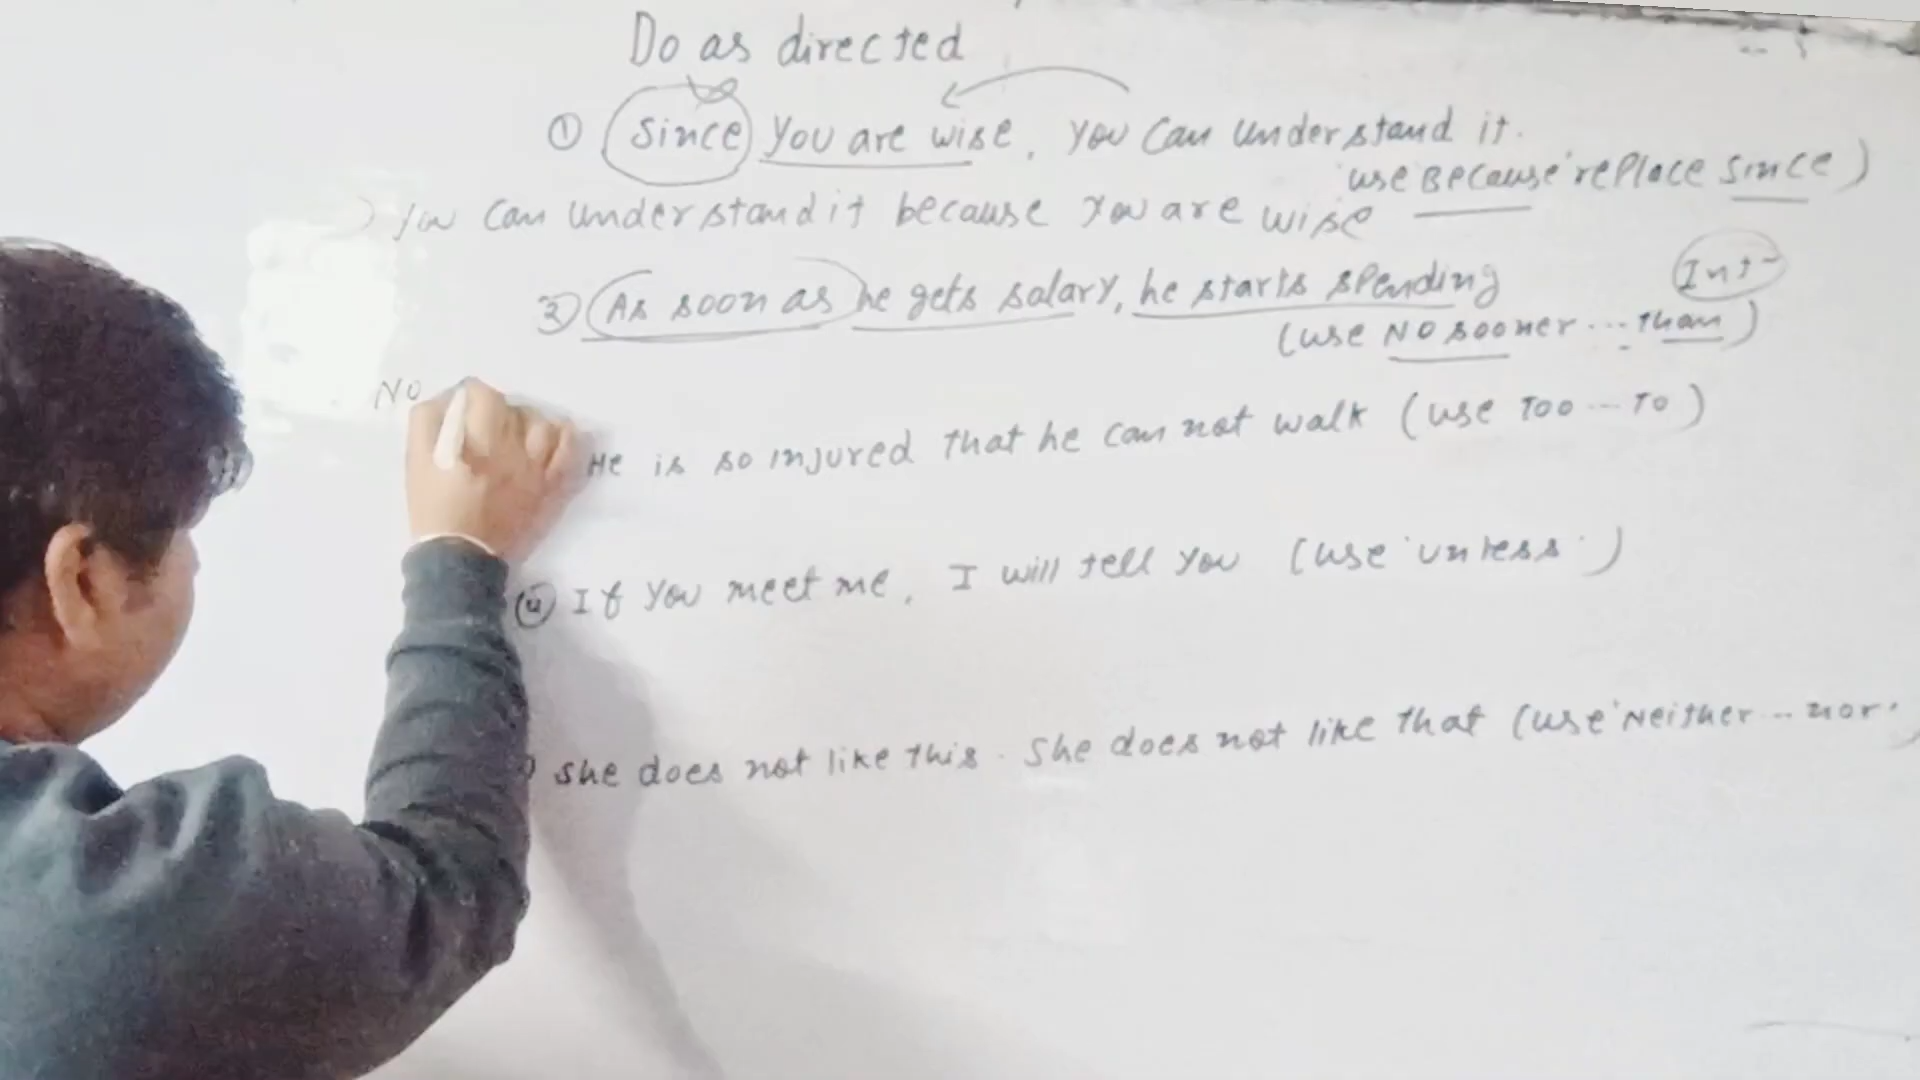 Do as directed
① Since you are wise, you can understand it.
use Because replace since)
) you can understand it because you are wise
② As soon as he gets salary, he starts spending
Int
(use NO sooner ... than)
NO
He is so injured that he can not walk (use Too ... To)
④ If you meet me, I will tell you (use 'unless')
) she does not like this. She does not like that (use 'Neither ... nor'